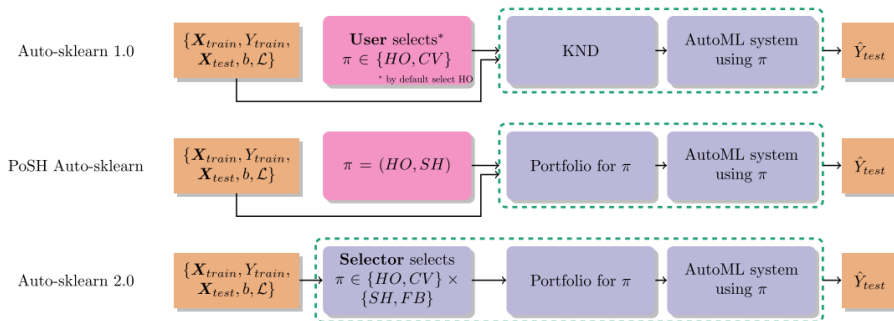 Auto-sklearn 1.0
{X_train, Y_train,
X_test, b, L}
User selects*
π ∈ {HO, CV}
* by default select HO
KND
AutoML system
using π
Ŷ_test
PoSH Auto-sklearn
{X_train, Y_train,
X_test, b, L}
π = (HO, SH)
Portfolio for π
AutoML system
using π
Ŷ_test
Auto-sklearn 2.0
{X_train, Y_train,
X_test, b, L}
Selector selects
π ∈ {HO, CV} ×
{SH, FB}
Portfolio for π
AutoML system
using π
Ŷ_test